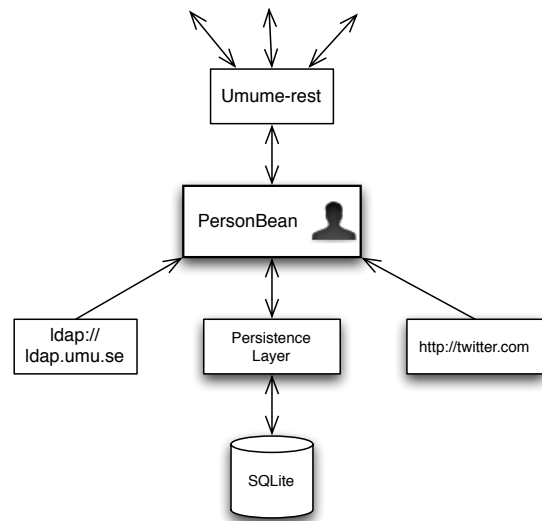 Umume-rest
PersonBean
ldap://
ldap.umu.se
Persistence
Layer
http://twitter.com
SQLite